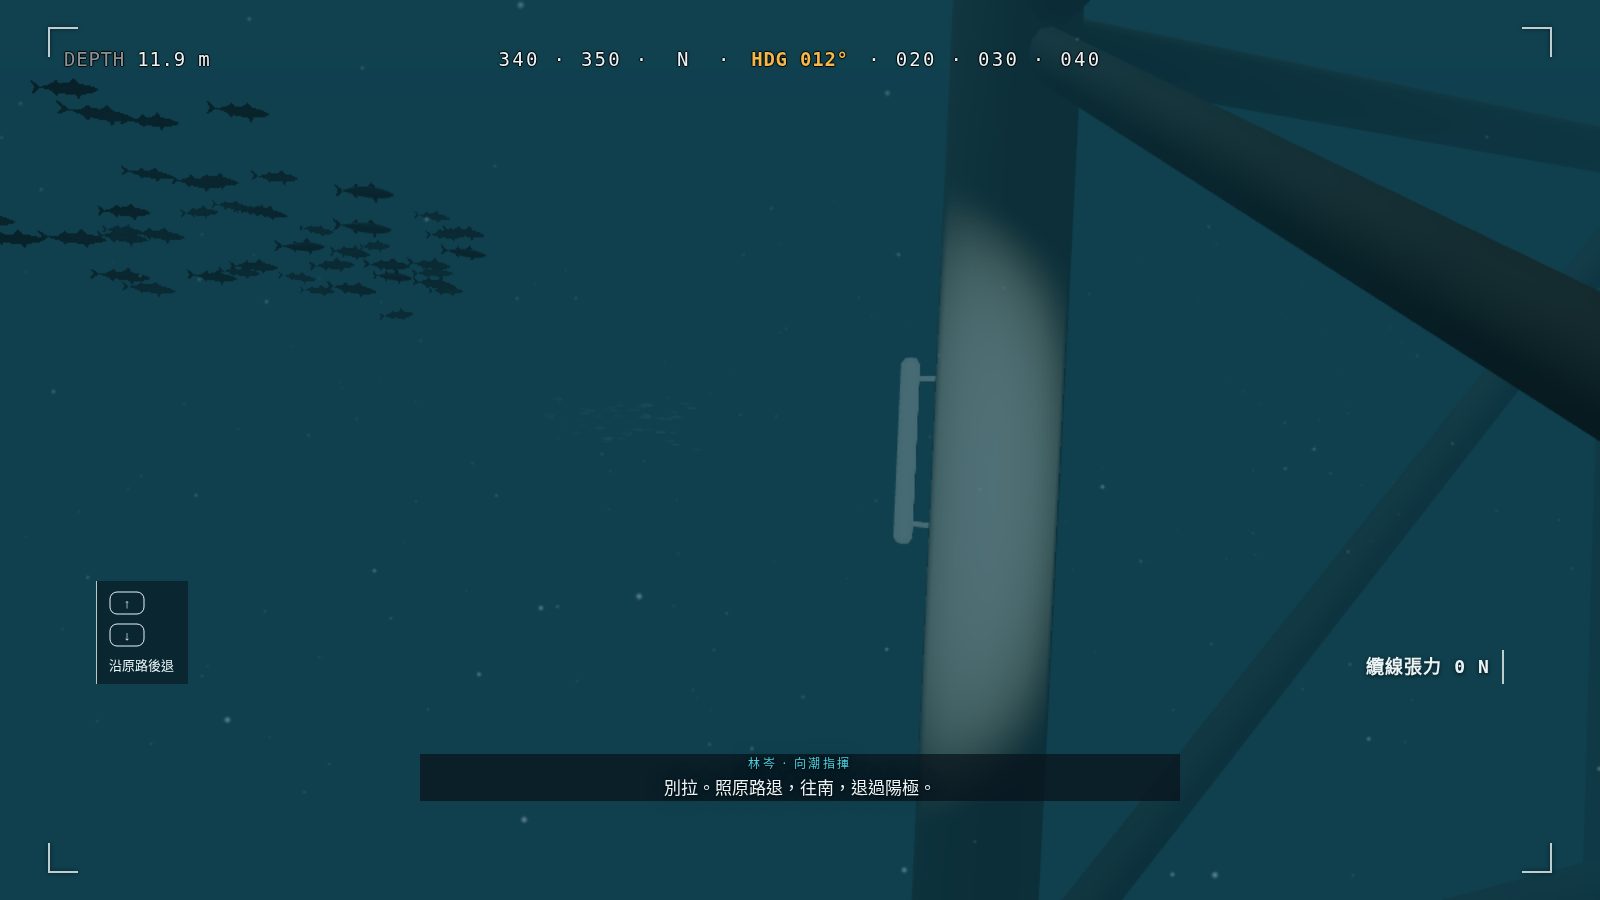 DEPTH 11.9 m
340 · 350 · N · HDG 012° · 020 · 030 · 040
↑
↓
沿原路後退
纜線張力 0 N
林岑 · 向潮指揮
別拉。照原路退，往南，退過陽極。